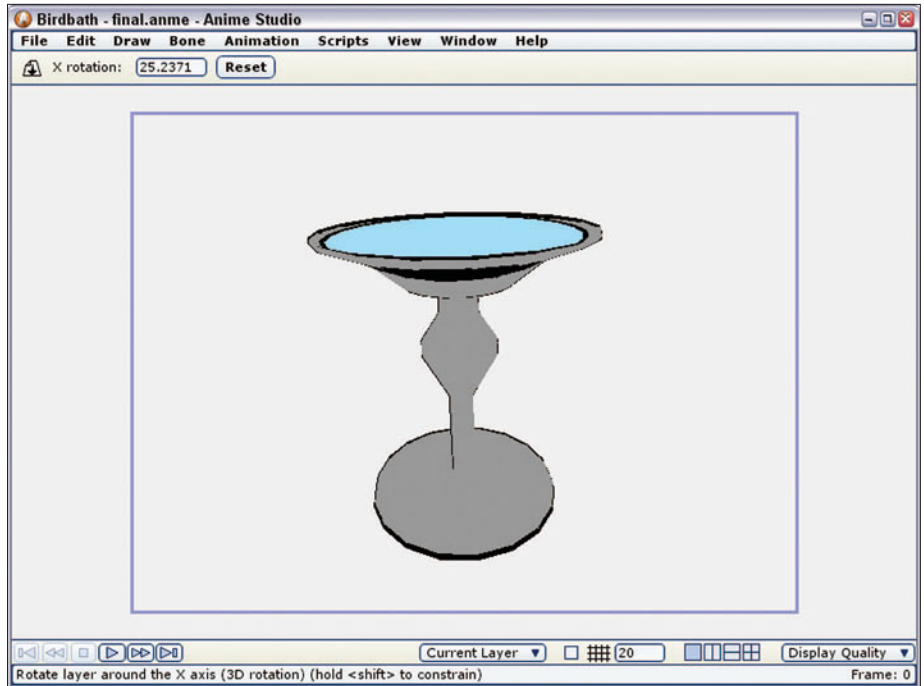 Birdbath - final.anme - Anime Studio
File Edit Draw Bone Animation Scripts View Window Help
X rotation: 25.2371 Reset
Current Layer 20 Display Quality
Rotate layer around the X axis (3D rotation) (hold <shift> to constrain) Frame: 0